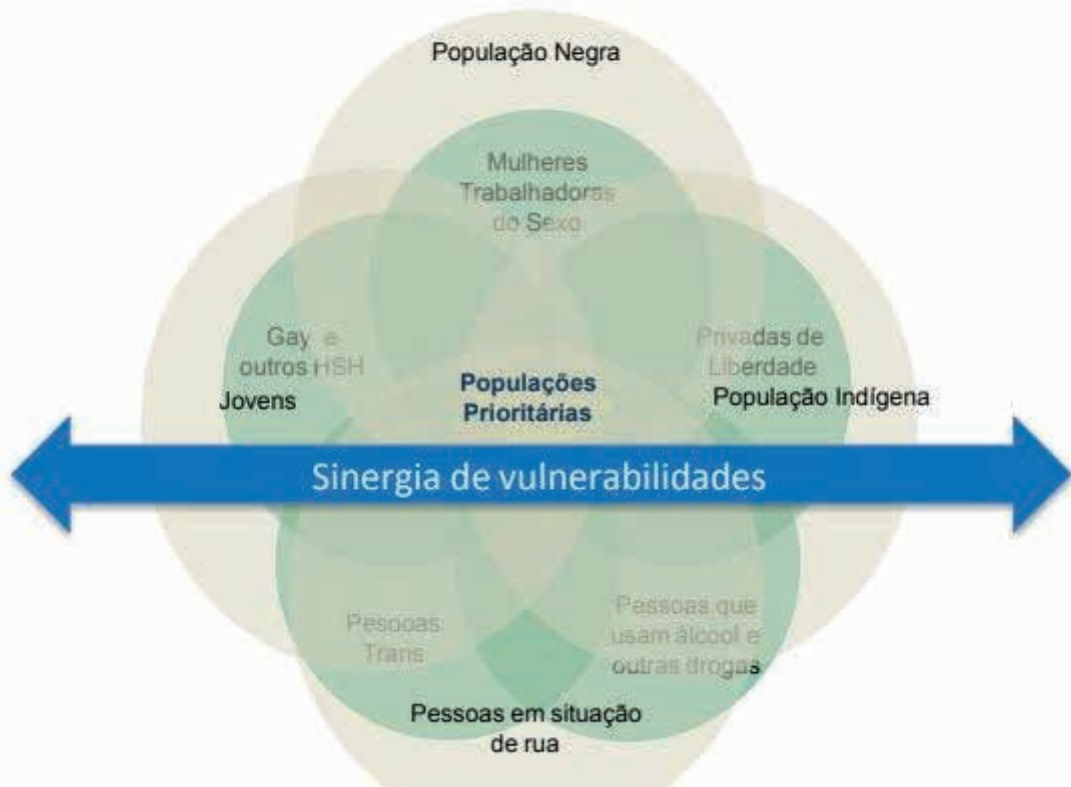 População Negra
Mulheres
Trabalhadoras
do Sexo
Gay e
outros HSH
Jovens
Privadas de
Liberdade
População Indígena
Populações
Prioritárias
Sinergia de vulnerabilidades
Pessoas
Trans
Pessoas que
usam álcool e
outras drogas
Pessoas em situação
de rua